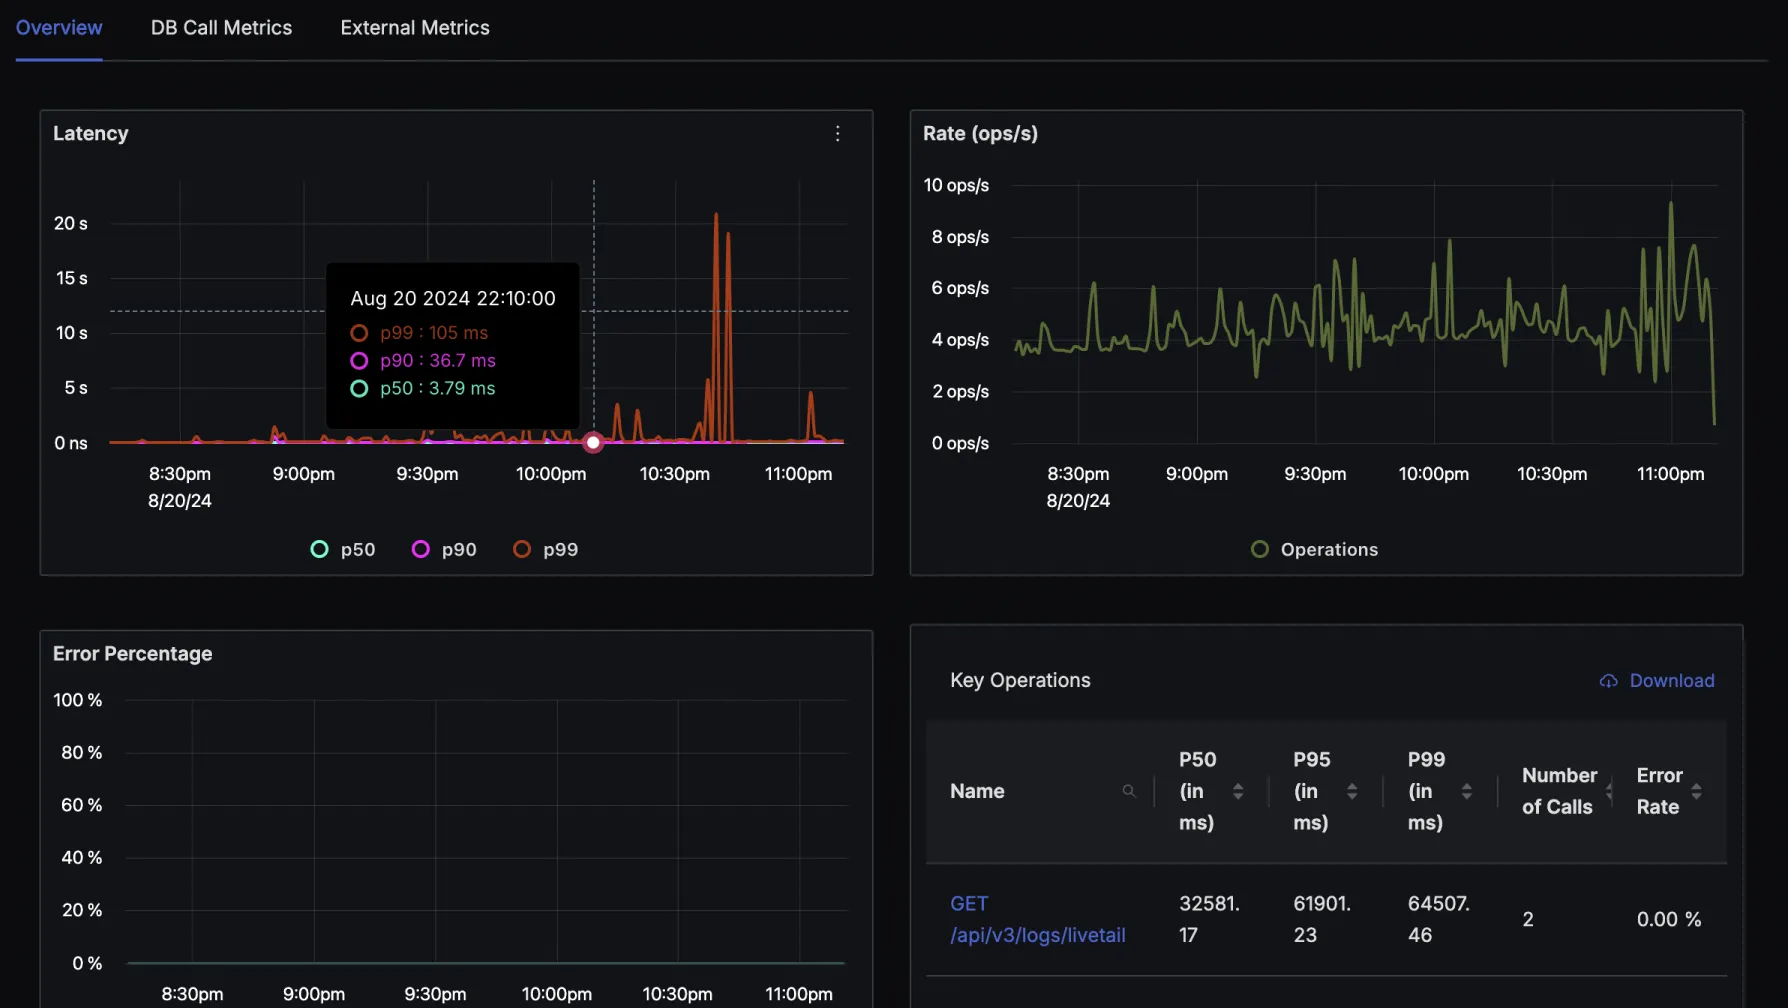 Overview
DB Call Metrics
External Metrics
Latency
20 s
15 s
10 s
5 s
0 ns
Aug 20 2024 22:10:00
p99 : 105 ms
p90 : 36.7 ms
p50 : 3.79 ms
8:30pm
8/20/24
9:00pm
9:30pm
10:00pm
10:30pm
11:00pm
p50
p90
p99
Rate (ops/s)
10 ops/s
8 ops/s
6 ops/s
4 ops/s
2 ops/s
0 ops/s
8:30pm
8/20/24
9:00pm
9:30pm
10:00pm
10:30pm
11:00pm
Operations
Error Percentage
100 %
80 %
60 %
40 %
20 %
0 %
8:30pm
9:00pm
9:30pm
10:00pm
10:30pm
11:00pm
Key Operations
Download
Name
P50
(in
ms)
P95
(in
ms)
P99
(in
ms)
Number
of Calls
Error
Rate
GET
/api/v3/logs/livetail
32581.
17
61901.
23
64507.
46
2
0.00 %